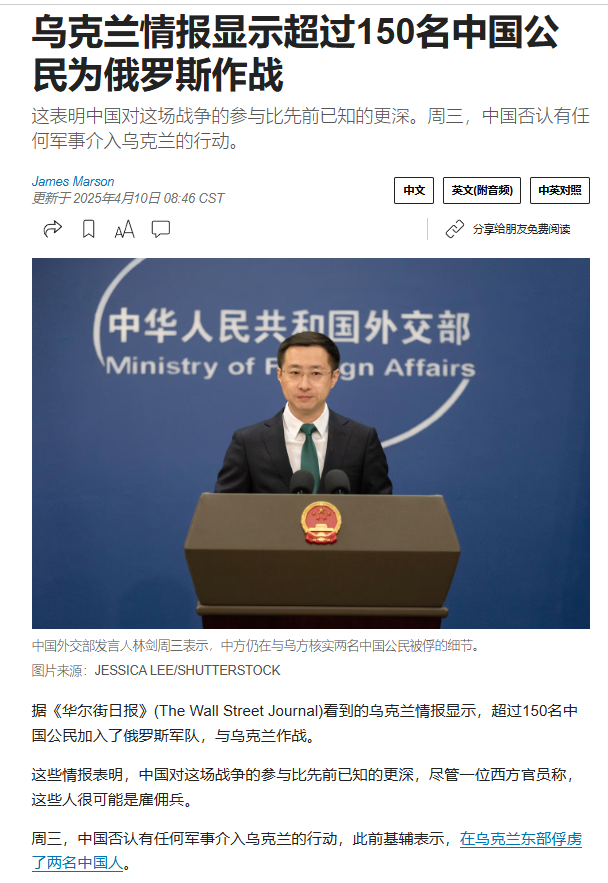 乌克兰情报显示超过150名中国公
民为俄罗斯作战
这表明中国对这场战争的参与比先前已知的更深。周三，中国否认有任
何军事介入乌克兰的行动。
James Marson
更新于 2025年4月10日 08:46 CST
中文
英文(附音频)
中英对照
AA
分享给朋友免费阅读
中华人民共和国外交部
Ministry of F gn Affairs
中国外交部发言人林剑周三表示，中方仍在与乌方核实两名中国公民被俘的细节。
图片来源：JESSICA LEE/SHUTTERSTOCK
据《华尔街日报》(The Wall Street Journal)看到的乌克兰情报显示，超过150名中
国公民加入了俄罗斯军队，与乌克兰作战。
这些情报表明，中国对这场战争的参与比先前已知的更深，尽管一位西方官员称，
这些人很可能是雇佣兵。
周三，中国否认有任何军事介入乌克兰的行动，此前基辅表示，在乌克兰东部俘虏
了两名中国人。